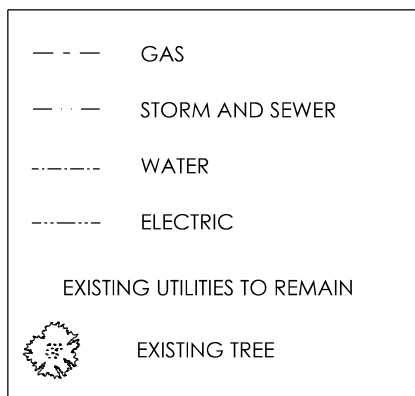 GAS
STORM AND SEWER
WATER
ELECTRIC
EXISTING UTILITIES TO REMAIN
EXISTING TREE